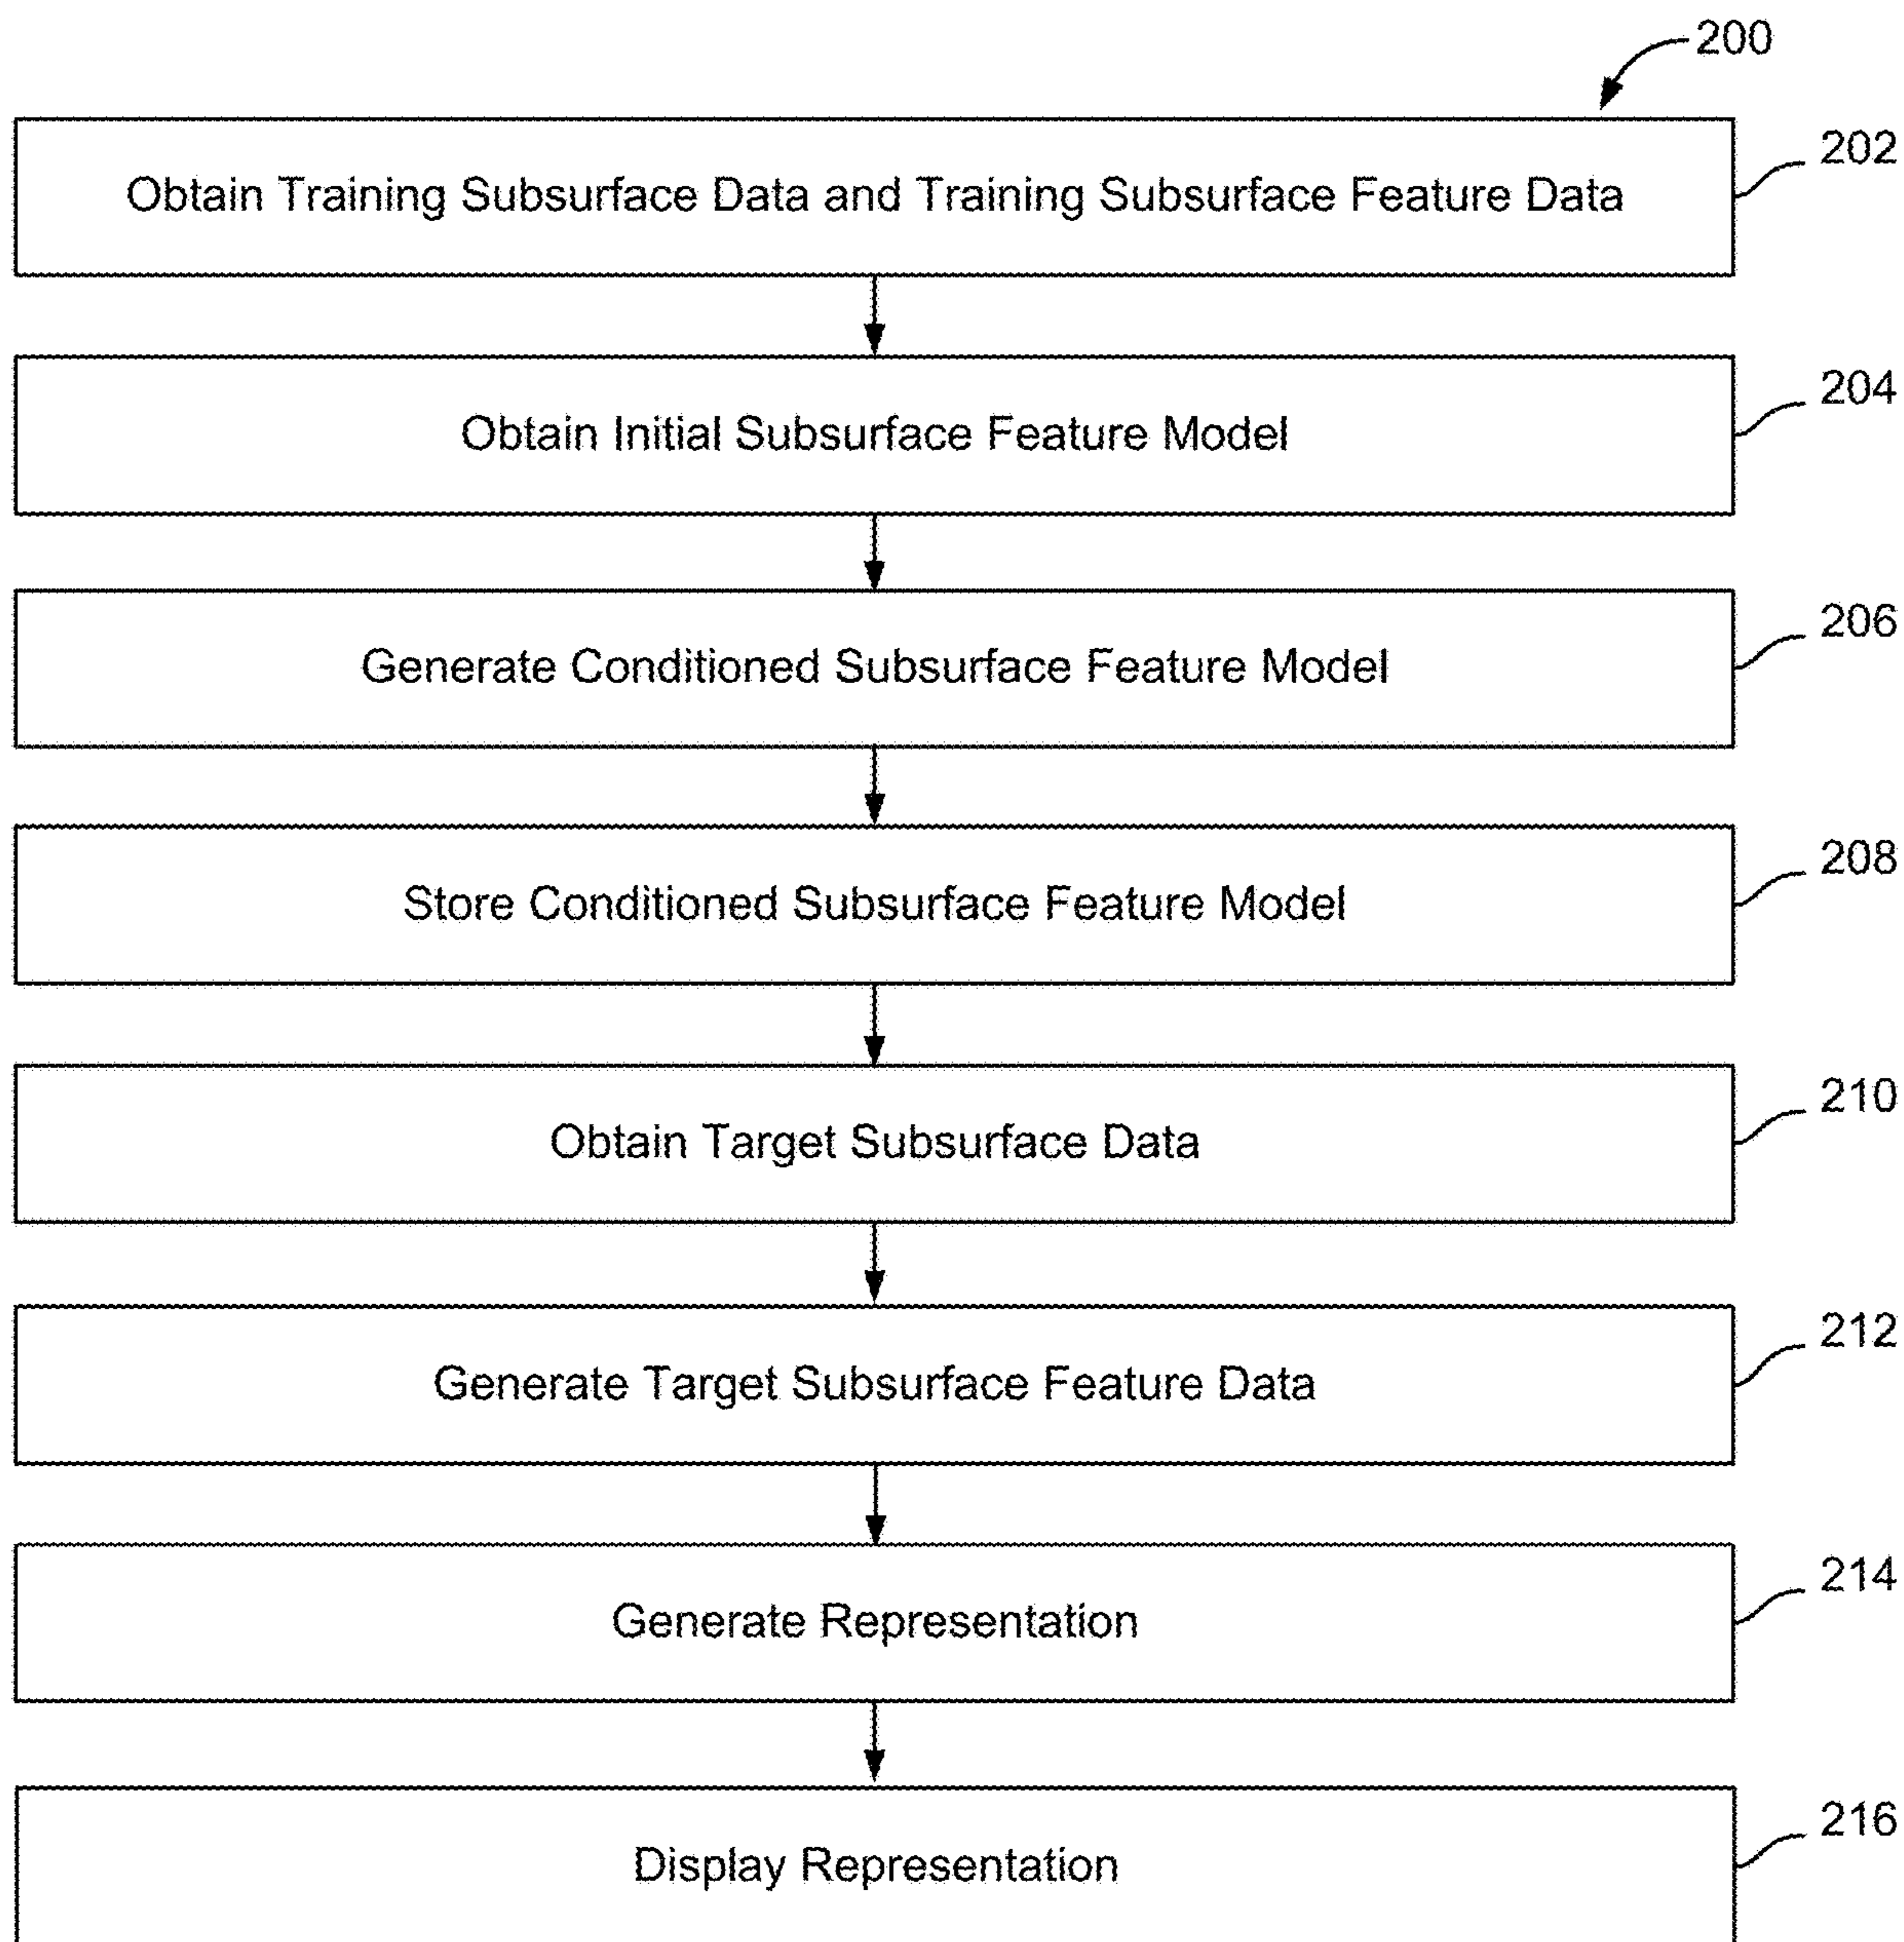 200
Obtain Training Subsurface Data and Training Subsurface Feature Data
202
Obtain Initial Subsurface Feature Model
204
Generate Conditioned Subsurface Feature Model
206
Store Conditioned Subsurface Feature Model
208
Obtain Target Subsurface Data
210
Generate Target Subsurface Feature Data
212
Generate Representation
214
Display Representation
216